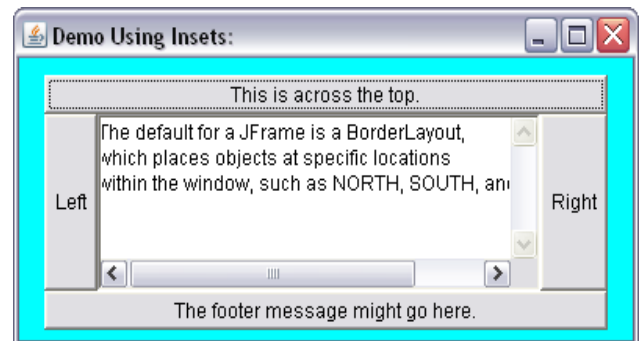 Demo Using Insets:
This is across the top.
The default for a JFrame is a BorderLayout,
which places objects at specific locations
within the window, such as NORTH, SOUTH, and
Left
Right
The footer message might go here.